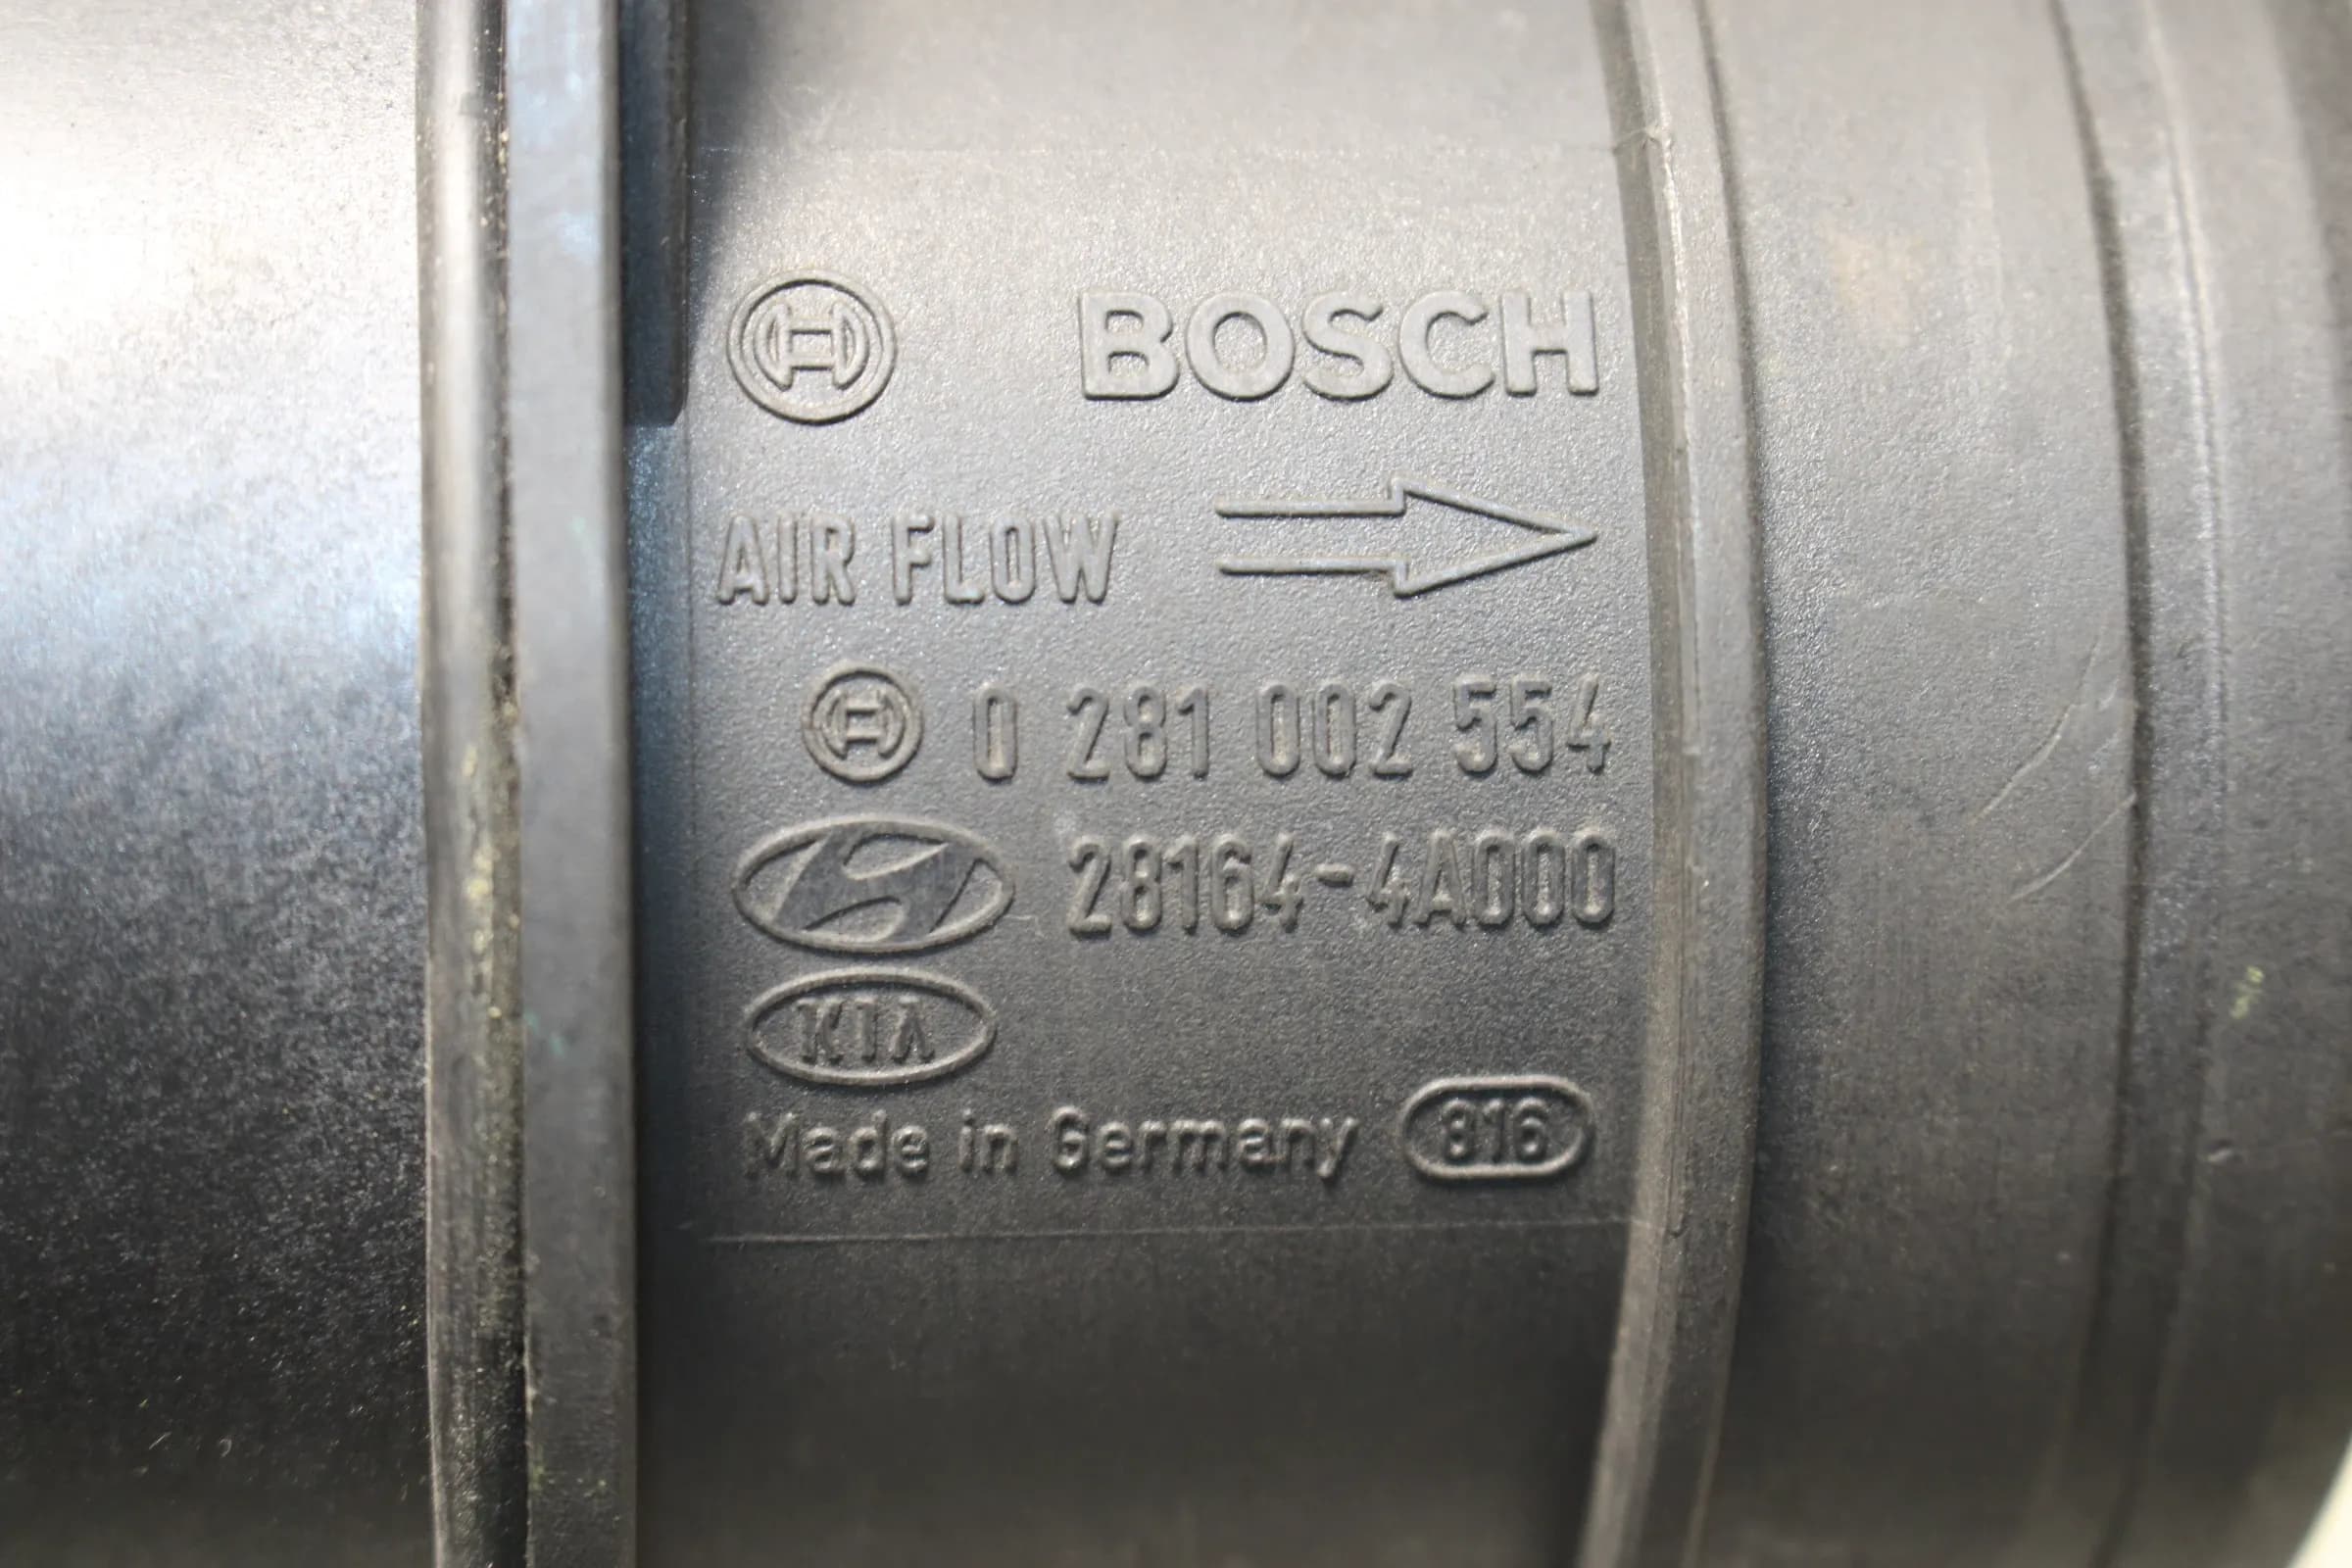 BOSCH
AIR FLOW
0 281 002 554
28164-4A000
KIA
Made in Germany 816